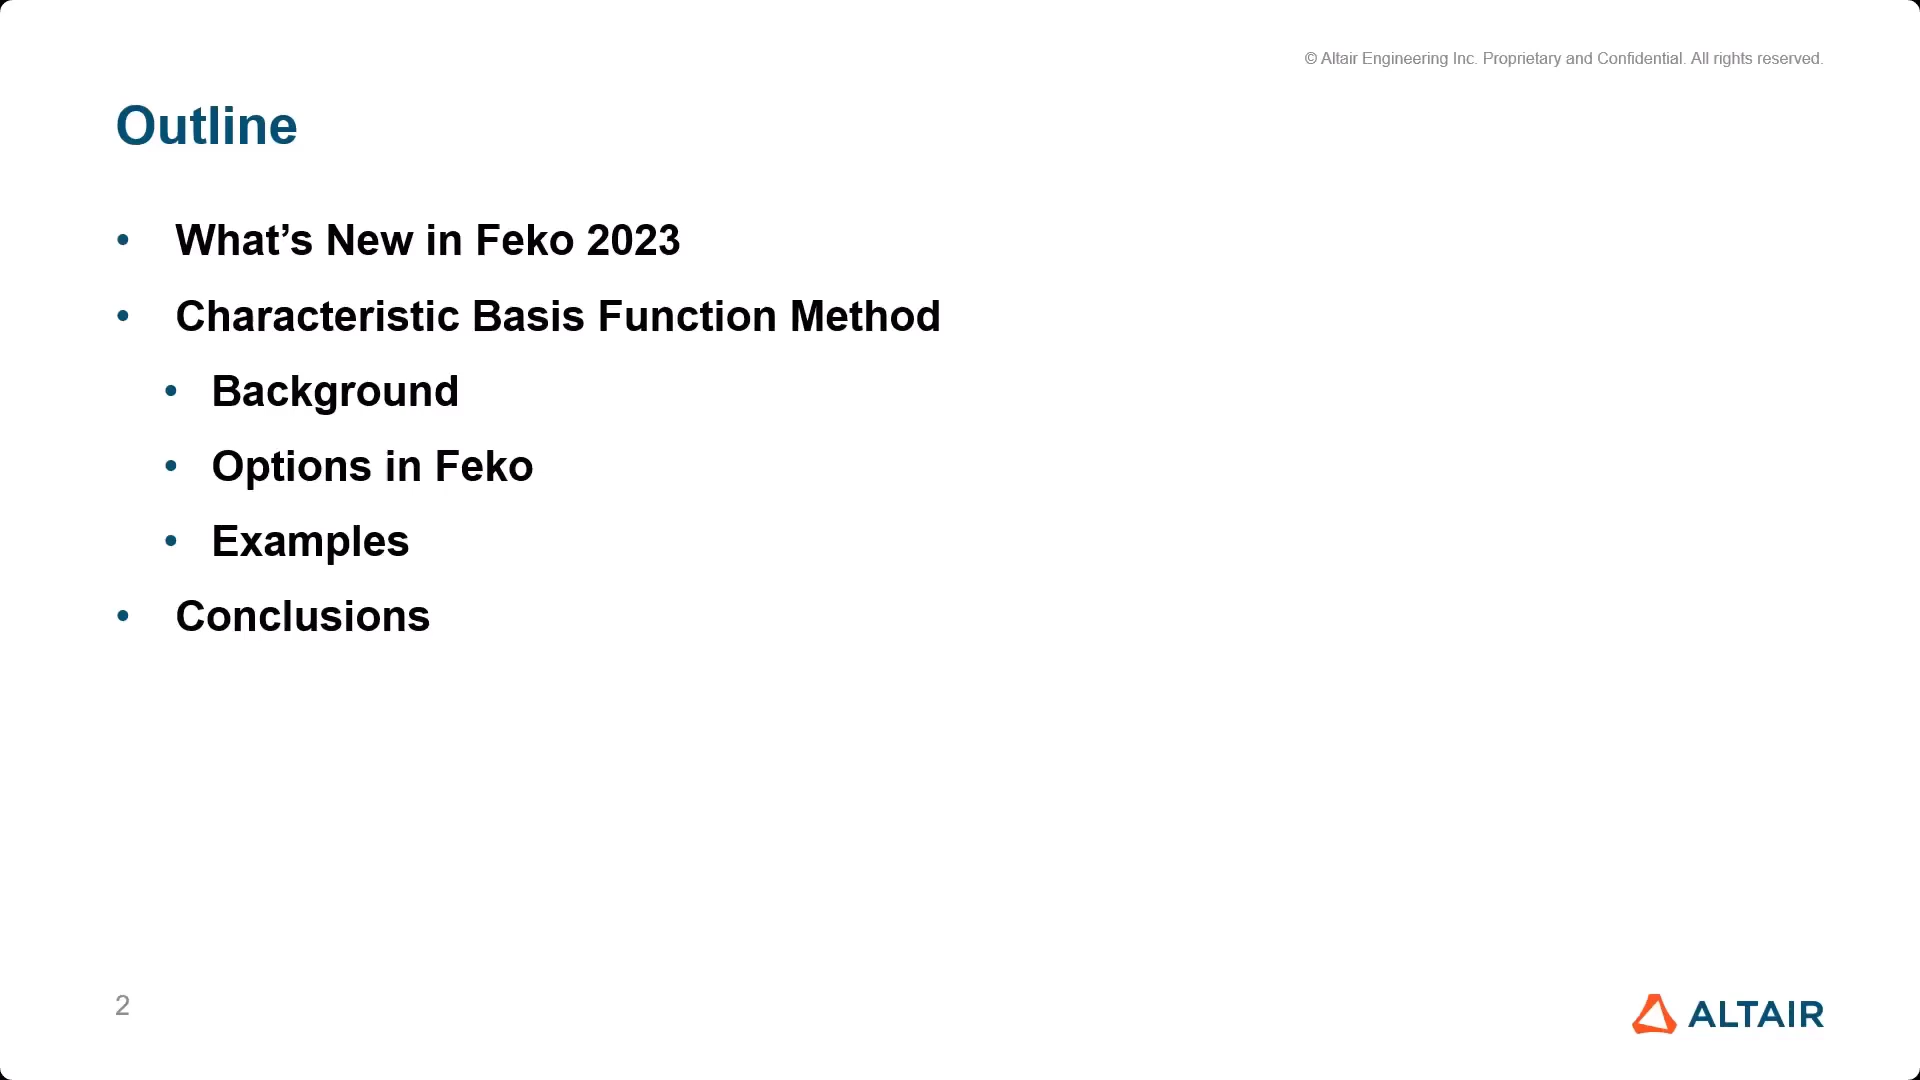 © Altair Engineering Inc. Proprietary and Confidential. All rights reserved.
Outline
• What’s New in Feko 2023
• Characteristic Basis Function Method
• Background
• Options in Feko
• Examples
• Conclusions
2
ALTAIR